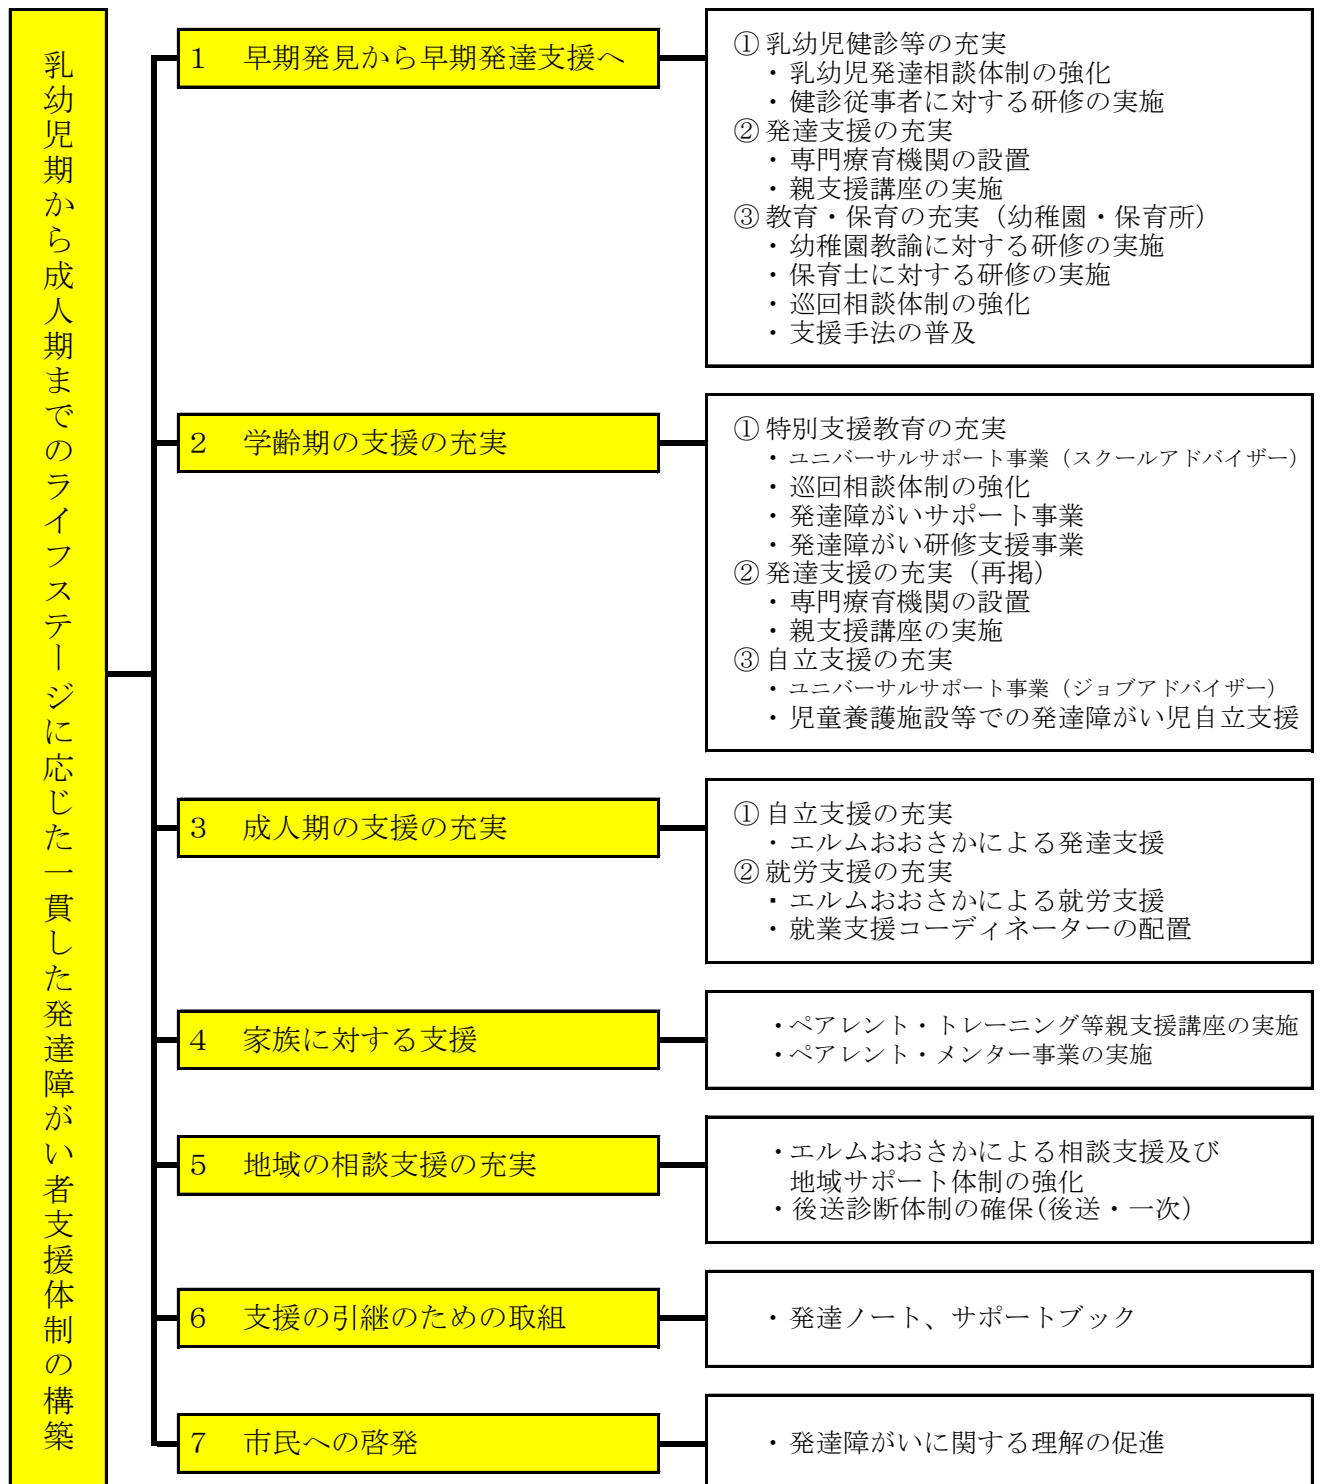 乳幼児期から成人期までのライフステージに応じた一貫した発達障がい者支援体制の構築
1 早期発見から早期発達支援へ
①乳幼児健診等の充実
・乳幼児発達相談体制の強化
・健診従事者に対する研修の実施
②発達支援の充実
・専門療育機関の設置
・親支援講座の実施
③教育・保育の充実（幼稚園・保育所）
・幼稚園教諭に対する研修の実施
・保育士に対する研修の実施
・巡回相談体制の強化
・支援手法の普及
2 学齢期の支援の充実
①特別支援教育の充実
・ユニバーサルサポート事業（スクールアドバイザー）
・巡回相談体制の強化
・発達障がいサポート事業
・発達障がい研修支援事業
②発達支援の充実（再掲）
・専門療育機関の設置
・親支援講座の実施
③自立支援の充実
・ユニバーサルサポート事業（ジョブアドバイザー）
・児童養護施設等での発達障がい児自立支援
3 成人期の支援の充実
①自立支援の充実
・エルムおおさかによる発達支援
②就労支援の充実
・エルムおおさかによる就労支援
・就業支援コーディネーターの配置
4 家族に対する支援
・ペアレント・トレーニング等親支援講座の実施
・ペアレント・メンター事業の実施
5 地域の相談支援の充実
・エルムおおさかによる相談支援及び
地域サポート体制の強化
・後送診断体制の確保(後送・一次)
6 支援の引継のための取組
・発達ノート、サポートブック
7 市民への啓発
・発達障がいに関する理解の促進